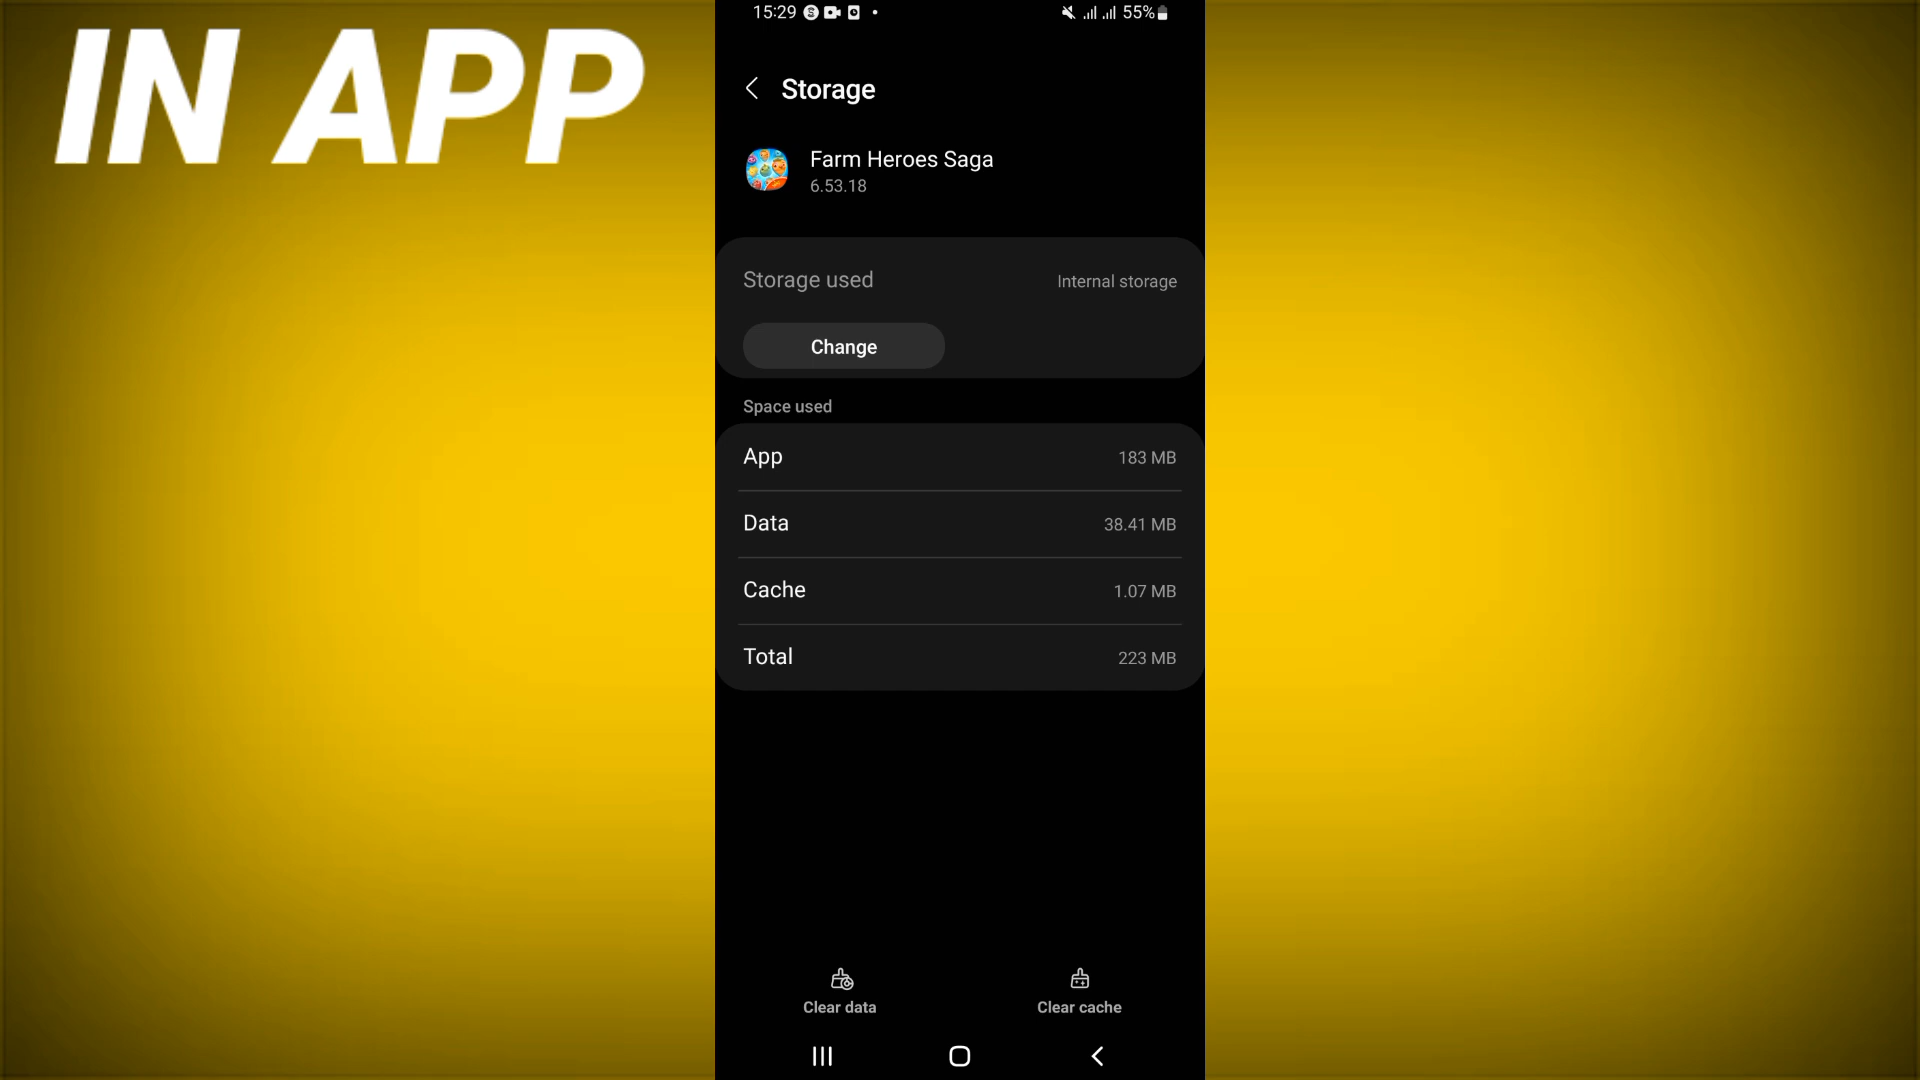 IN APP
15:29
55%
Storage
Farm Heroes Saga
6.53.18
Storage used
Internal storage
Change
Space used
App
183 MB
Data
38.41 MB
Cache
1.07 MB
Total
223 MB
Clear data
Clear cache